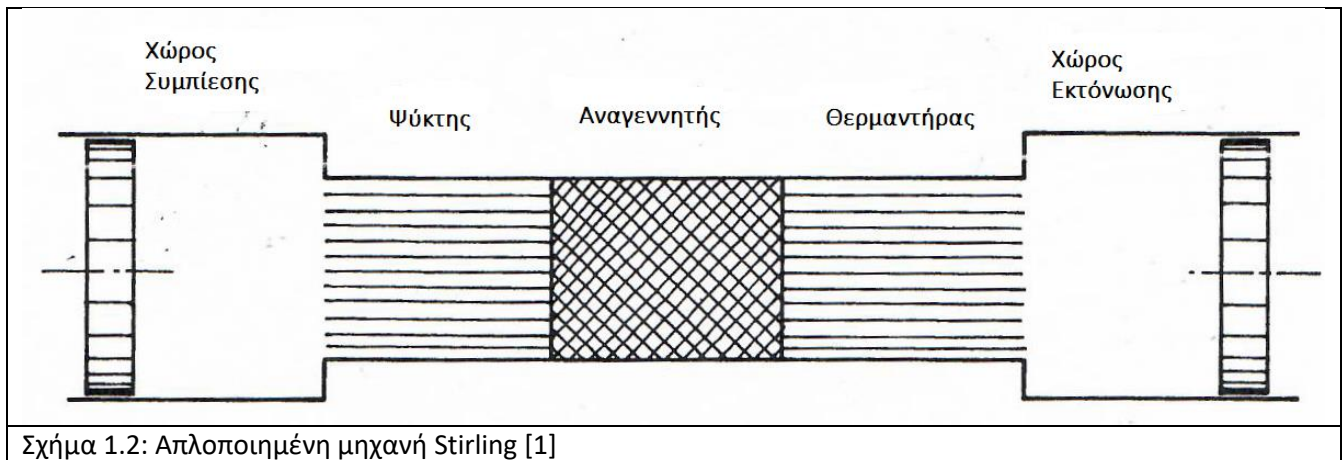 Χώρος
Συμπίεσης
Ψύκτης
Αναγεννητής
Θερμαντήρας
Χώρος
Εκτόνωσης
Σχήμα 1.2: Απλοποιημένη μηχανή Stirling [1]